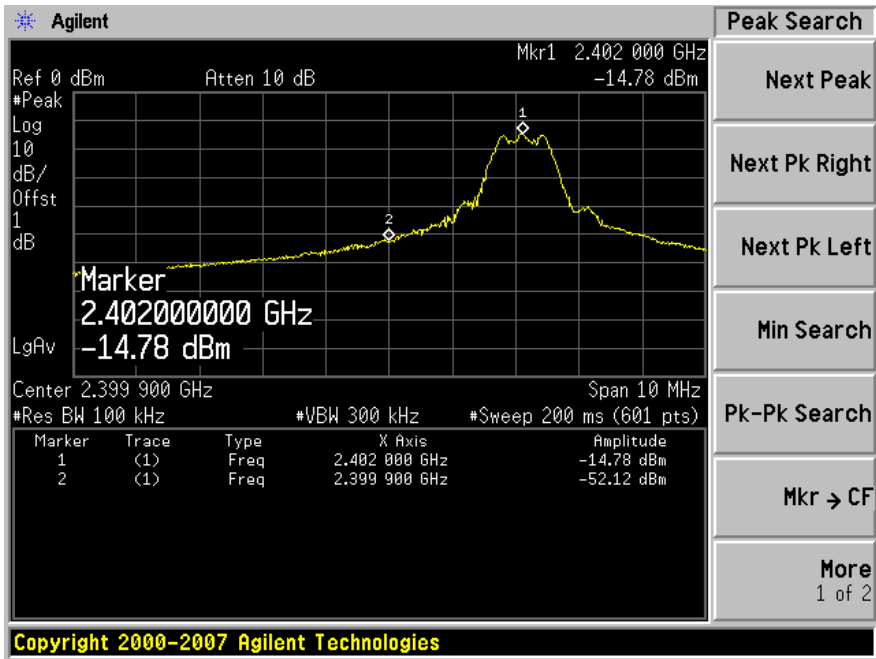 Agilent
Peak Search
Mkr1 2.402 000 GHz
Ref 0 dBm Atten 10 dB -14.78 dBm
#Peak
Log
10
dB/
Offst
1
dB
LgAv
1
2
Marker
2.402000000 GHz
-14.78 dBm
Center 2.399 900 GHz Span 10 MHz
#Res BW 100 kHz #VBW 300 kHz #Sweep 200 ms (601 pts)
Marker Trace Type X Axis Amplitude
1 (1) Freq 2.402 000 GHz -14.78 dBm
2 (1) Freq 2.399 900 GHz -52.12 dBm
Next Peak
Next Pk Right
Next Pk Left
Min Search
Pk-Pk Search
Mkr → CF
More
1 of 2
Copyright 2000-2007 Agilent Technologies